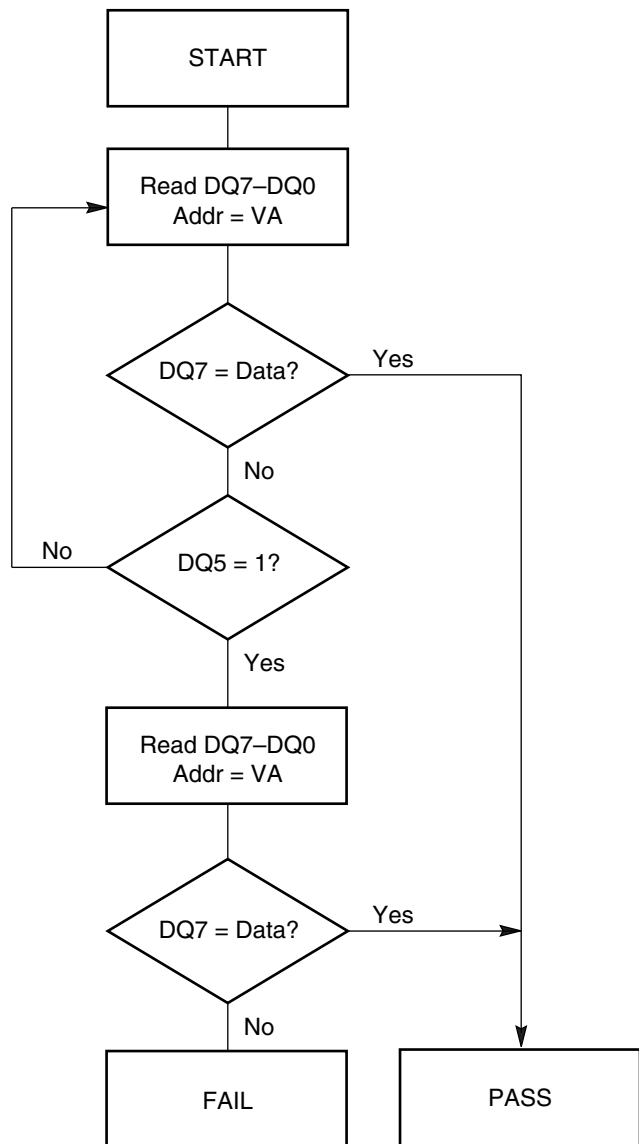 START
Read DQ7–DQ0
Addr = VA
DQ7 = Data?
Yes
No
DQ5 = 1?
No
Yes
Read DQ7–DQ0
Addr = VA
DQ7 = Data?
Yes
No
FAIL
PASS